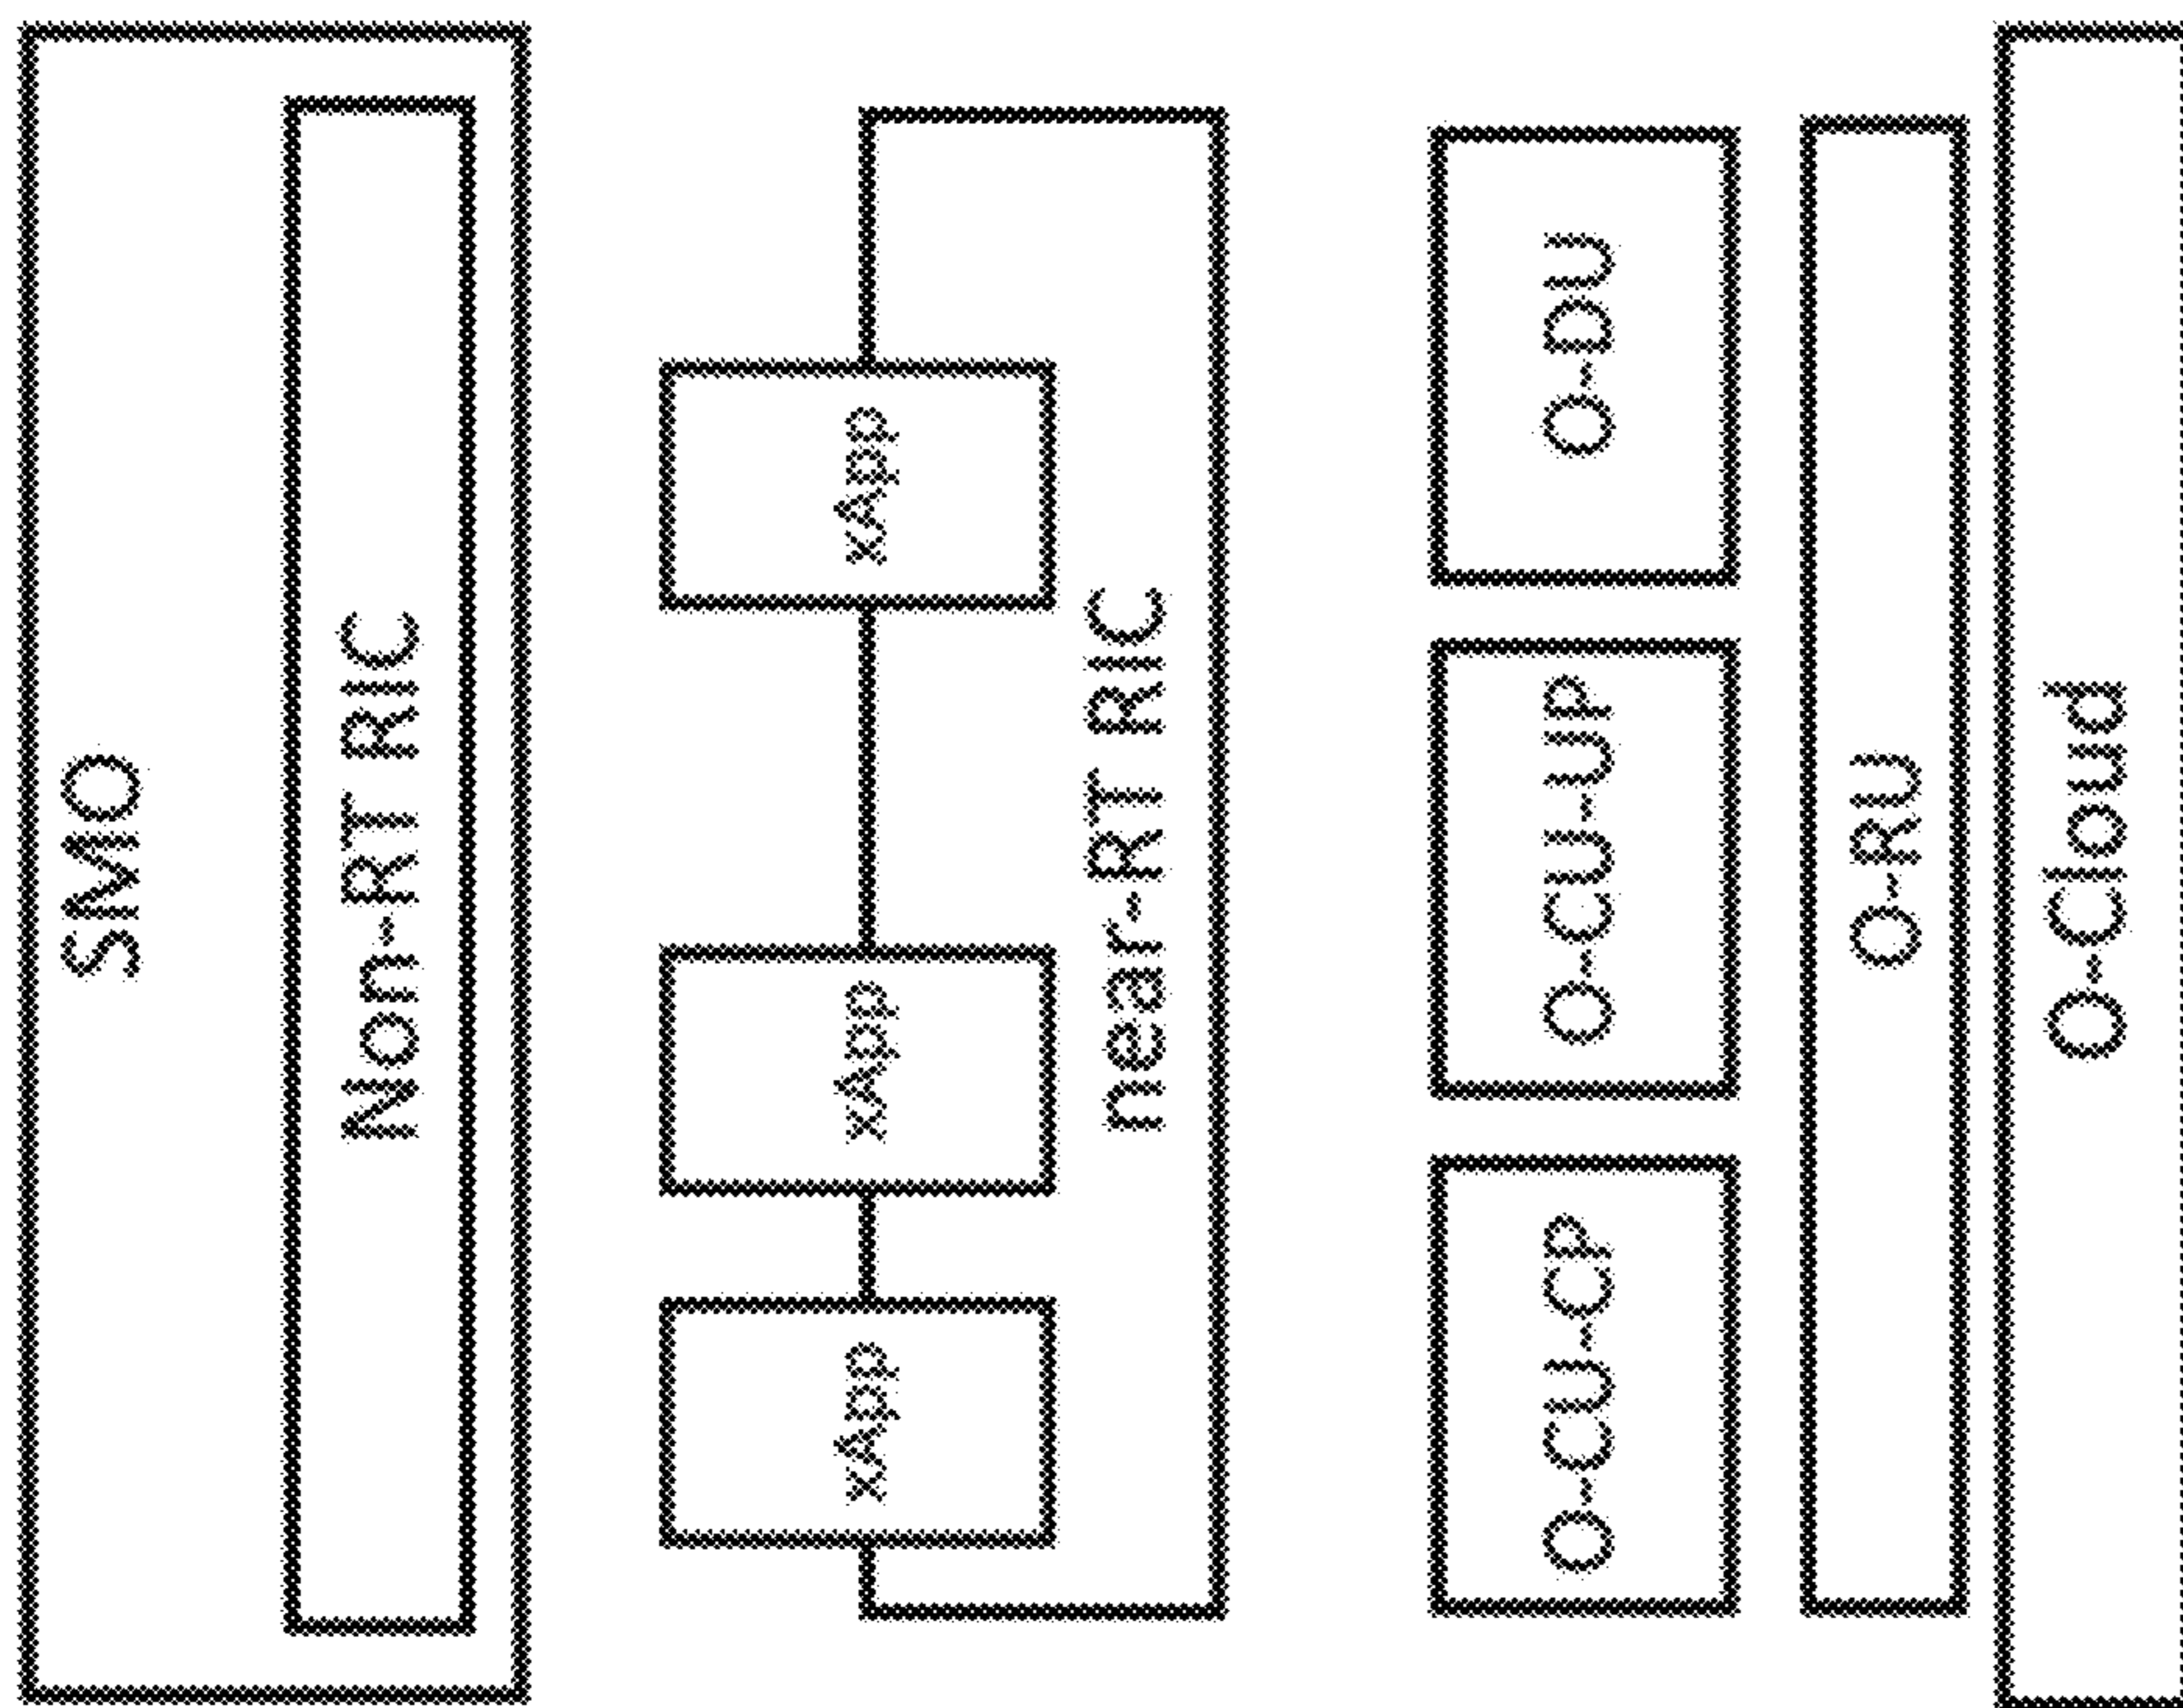 SMO
Non-RT RIC
xApp
xApp
xApp
near-RT RIC
O-CU-CP
O-CU-UP
O-DU
O-RU
O-Cloud